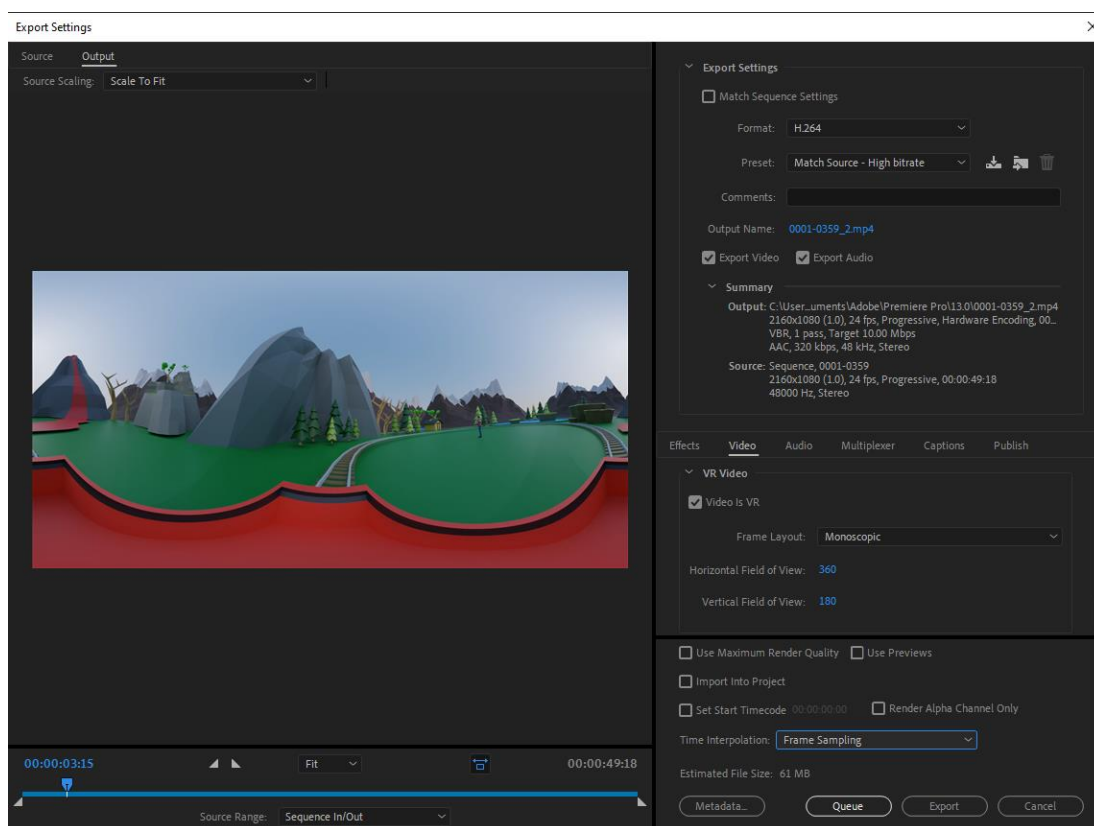 Export Settings
Source Output
Source Scaling: Scale To Fit
00:00:03:15 Fit 00:00:49:18
Source Range: Sequence In/Out
Export Settings
Match Sequence Settings
Format: H.264
Preset: Match Source - High bitrate
Comments:
Output Name: 0001-0359_2.mp4
Export Video Export Audio
Summary
Output: C:\User...uments\Adobe\Premiere Pro\13.0\0001-0359_2.mp4
2160x1080 (1.0), 24 fps, Progressive, Hardware Encoding, 00...
VBR, 1 pass, Target 10.00 Mbps
AAC, 320 kbps, 48 kHz, Stereo
Source: Sequence, 0001-0359
2160x1080 (1.0), 24 fps, Progressive, 00:00:49:18
48000 Hz, Stereo
Effects Video Audio Multiplexer Captions Publish
VR Video
Video Is VR
Frame Layout: Monoscopic
Horizontal Field of View: 360
Vertical Field of View: 180
Use Maximum Render Quality Use Previews
Import Into Project
Set Start Timecode 00:00:00:00 Render Alpha Channel Only
Time Interpolation: Frame Sampling
Estimated File Size: 61 MB
Metadata... Queue Export Cancel